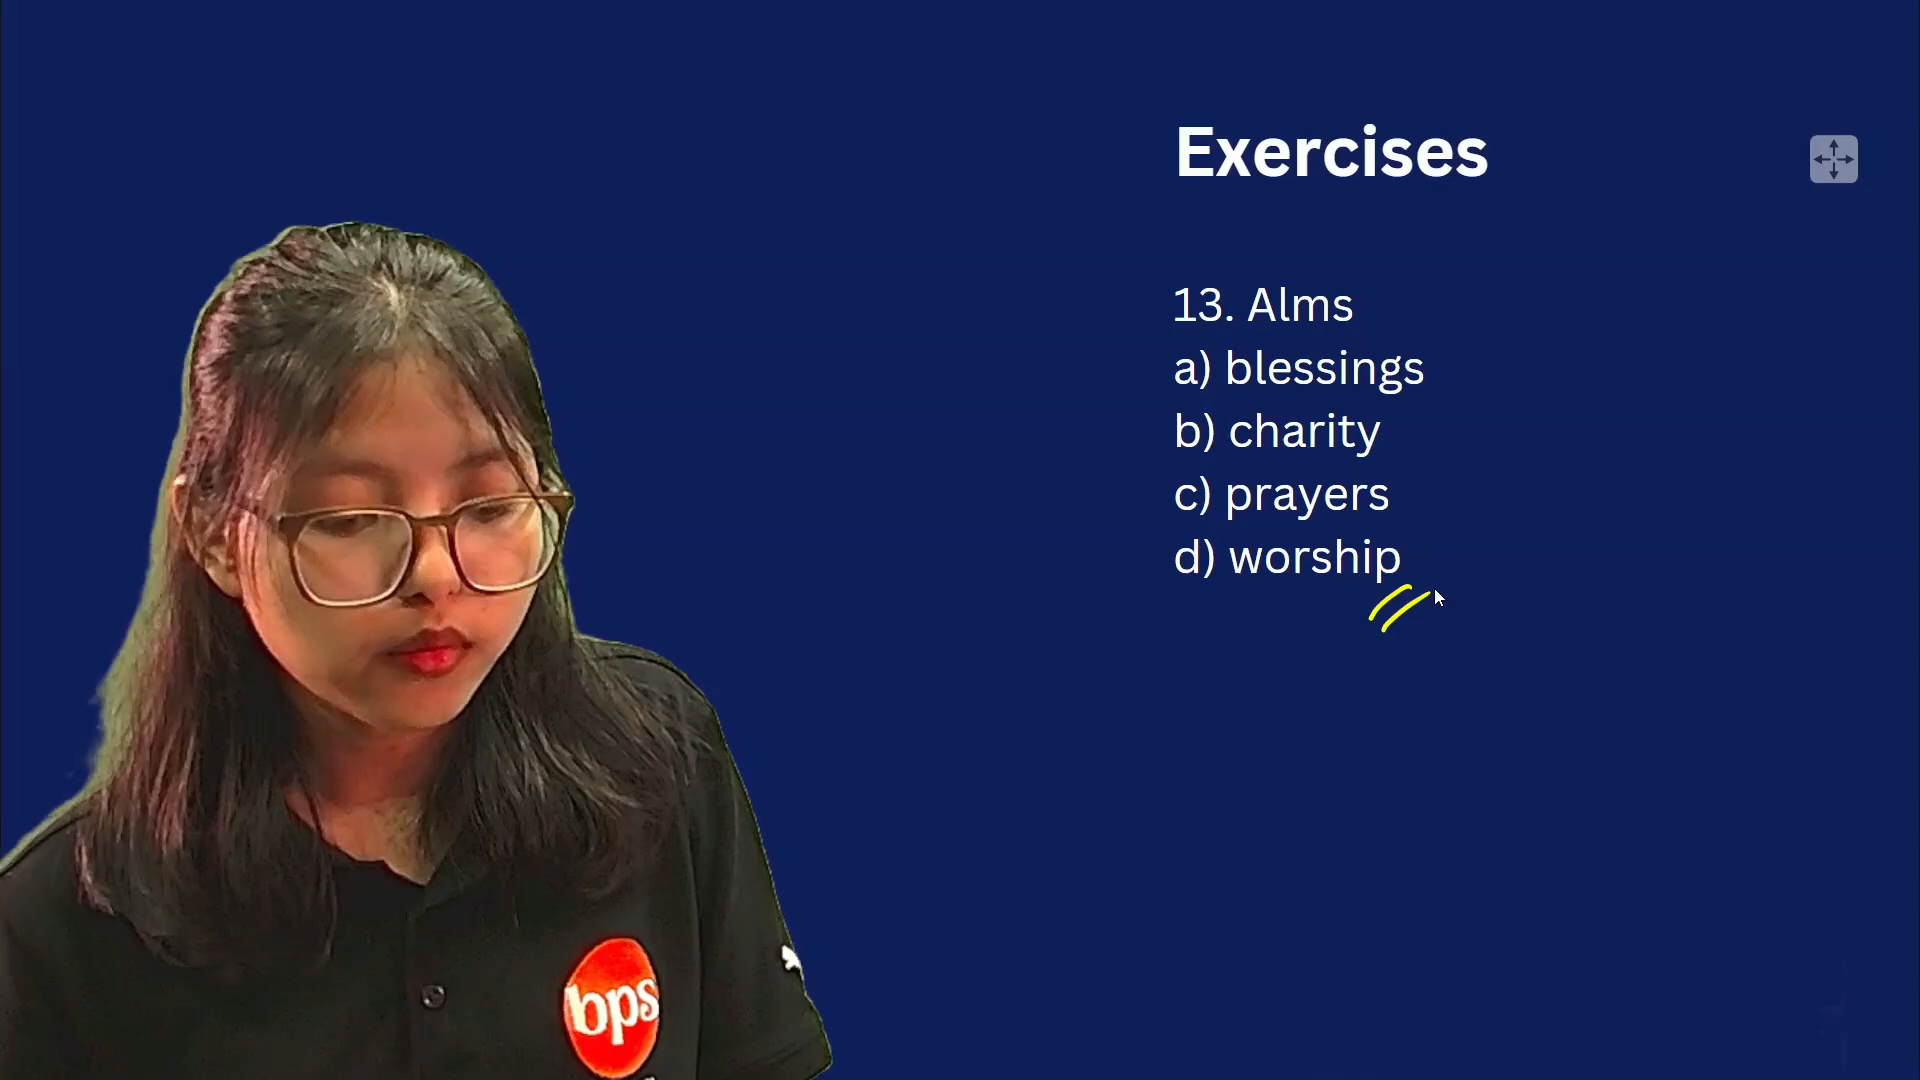 Exercises
13. Alms
a) blessings
b) charity
c) prayers
d) worship
bps